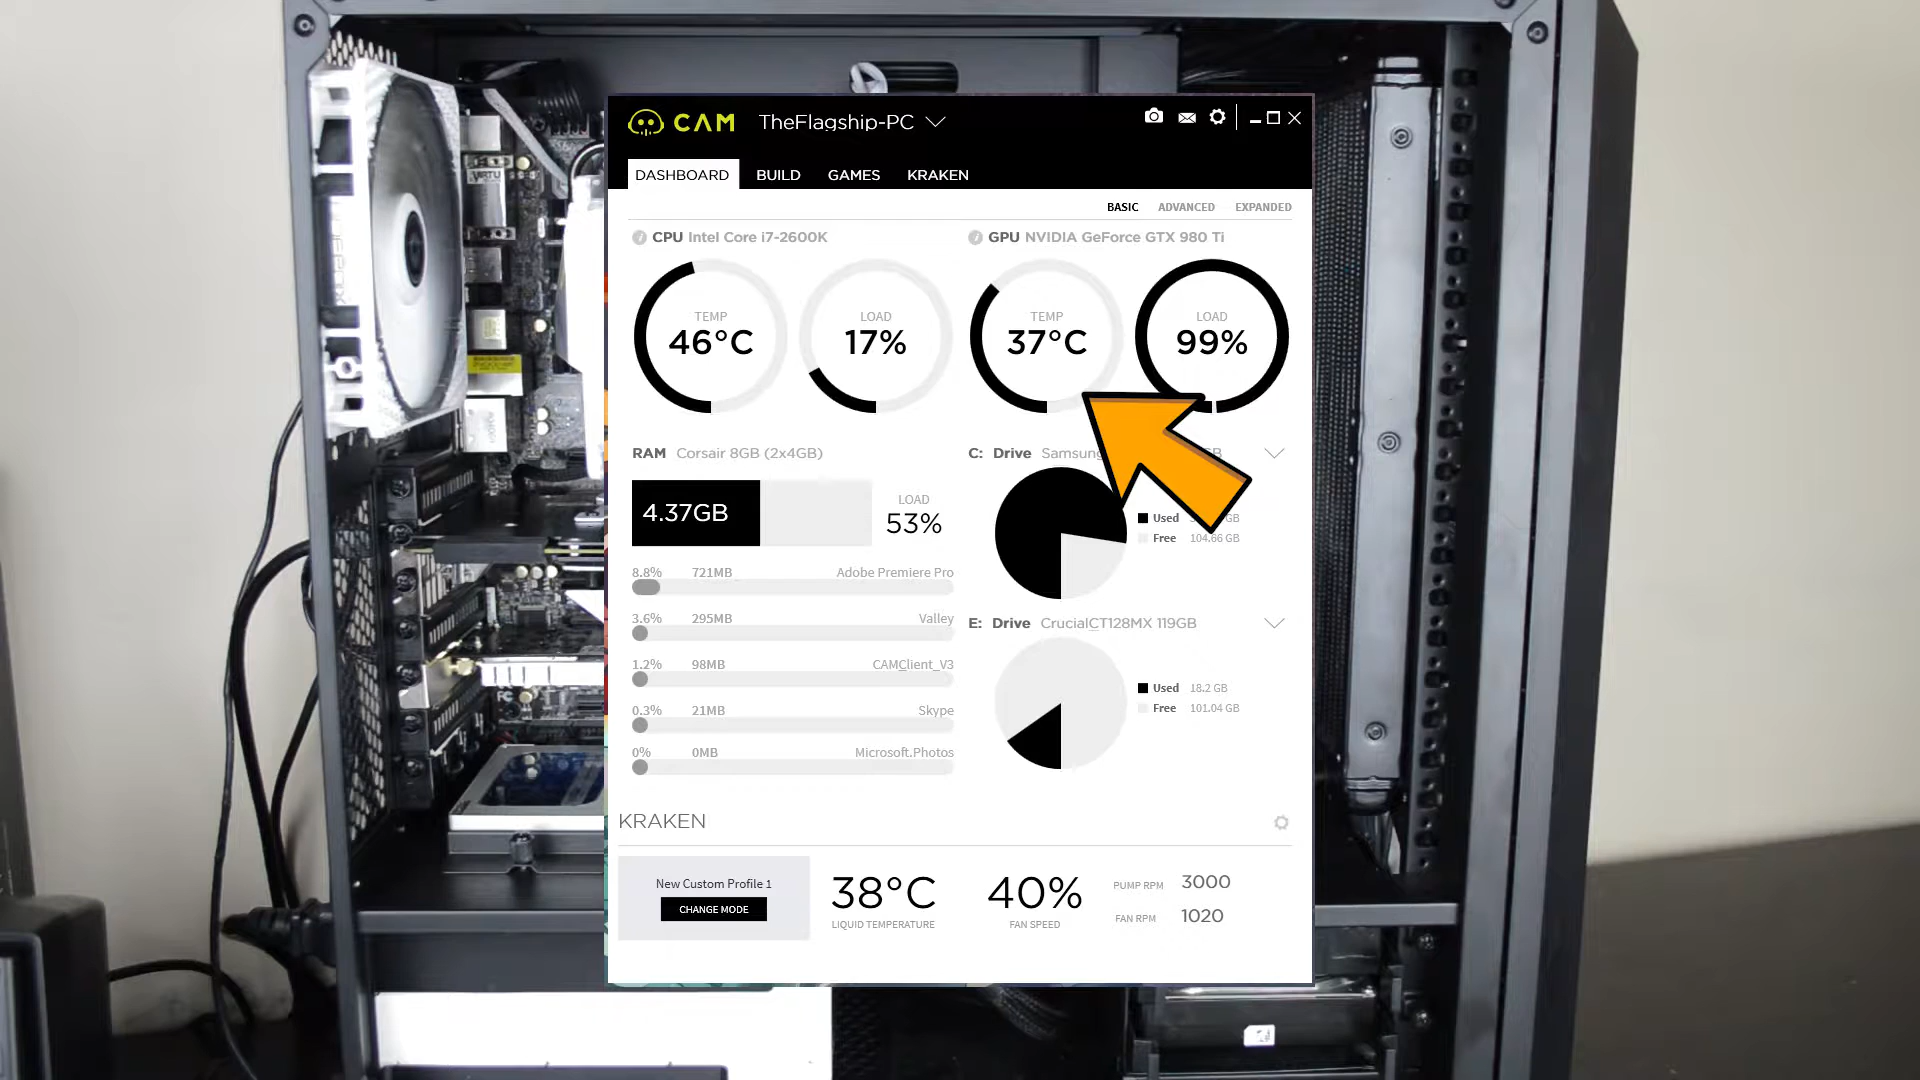 CAM TheFlagship-PC
DASHBOARD BUILD GAMES KRAKEN
BASIC ADVANCED EXPANDED
CPU Intel Core i7-2600K
GPU NVIDIA GeForce GTX 980 Ti
TEMP
46°C
LOAD
17%
TEMP
37°C
LOAD
99%
RAM Corsair 8GB (2x4GB)
4.37GB
LOAD
53%
8.8% 721MB Adobe Premiere Pro
3.6% 295MB Valley
1.2% 98MB CAMClient_V3
0.3% 21MB Skype
0% 0MB Microsoft.Photos
C: Drive Samsung
Used
Free 104.66 GB
E: Drive CrucialCT128MX 119GB
Used 18.2 GB
Free 101.04 GB
KRAKEN
New Custom Profile 1
CHANGE MODE
38°C
LIQUID TEMPERATURE
40%
FAN SPEED
PUMP RPM 3000
FAN RPM 1020